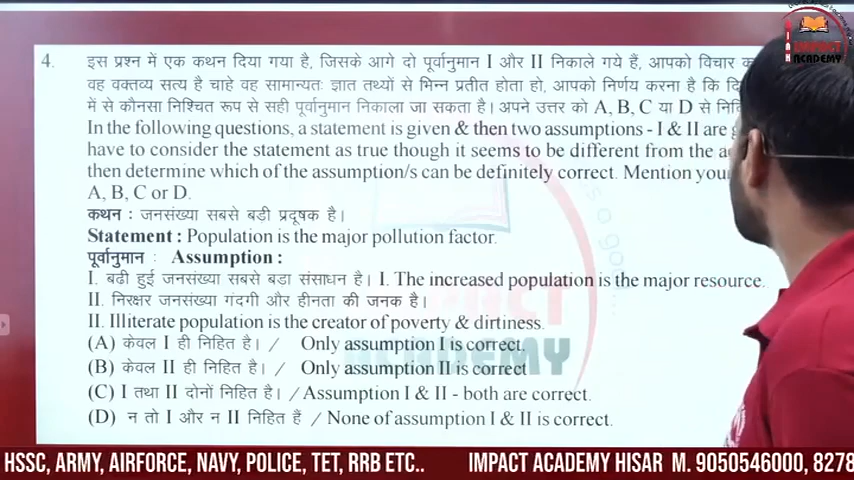 IMPACT
ACADEMY
4. इस प्रश्न में एक कथन दिया गया है, जिसके आगे दो पूर्वानुमान I और II निकाले गये हैं, आपको विचार
वह वक्तव्य सत्य है चाहे वह सामान्यतः ज्ञात तथ्यों से भिन्न प्रतीत होता हो, आपको निर्णय करना है कि
में से कौनसा निश्चित रूप से सही पूर्वानुमान निकाला जा सकता है। अपने उत्तर को A, B, C या D से
In the following questions, a statement is given & then two assumptions - I & II are
have to consider the statement as true though it seems to be different from the
then determine which of the assumption/s can be definitely correct. Mention
A, B, C or D.
कथन : जनसंख्या सबसे बडी प्रदूषक है।
Statement : Population is the major pollution factor.
पूर्वानुमान : Assumption :
I. बढी हुई जनसंख्या सबसे बडा संसाधन है। I. The increased population is the major resource.
II. निरक्षर जनसंख्या गंदगी और हीनता की जनक है।
II. Illiterate population is the creator of poverty & dirtiness.
(A) केवल I ही निहित है। / Only assumption I is correct.
(B) केवल II ही निहित है। / Only assumption II is correct
(C) I तथा II दोनों निहित है। / Assumption I & II - both are correct.
(D) न तो I और न II निहित हैं / None of assumption I & II is correct.
HSSC, ARMY, AIRFORCE, NAVY, POLICE, TET, RRB ETC.. IMPACT ACADEMY HISAR M. 9050546000, 8278